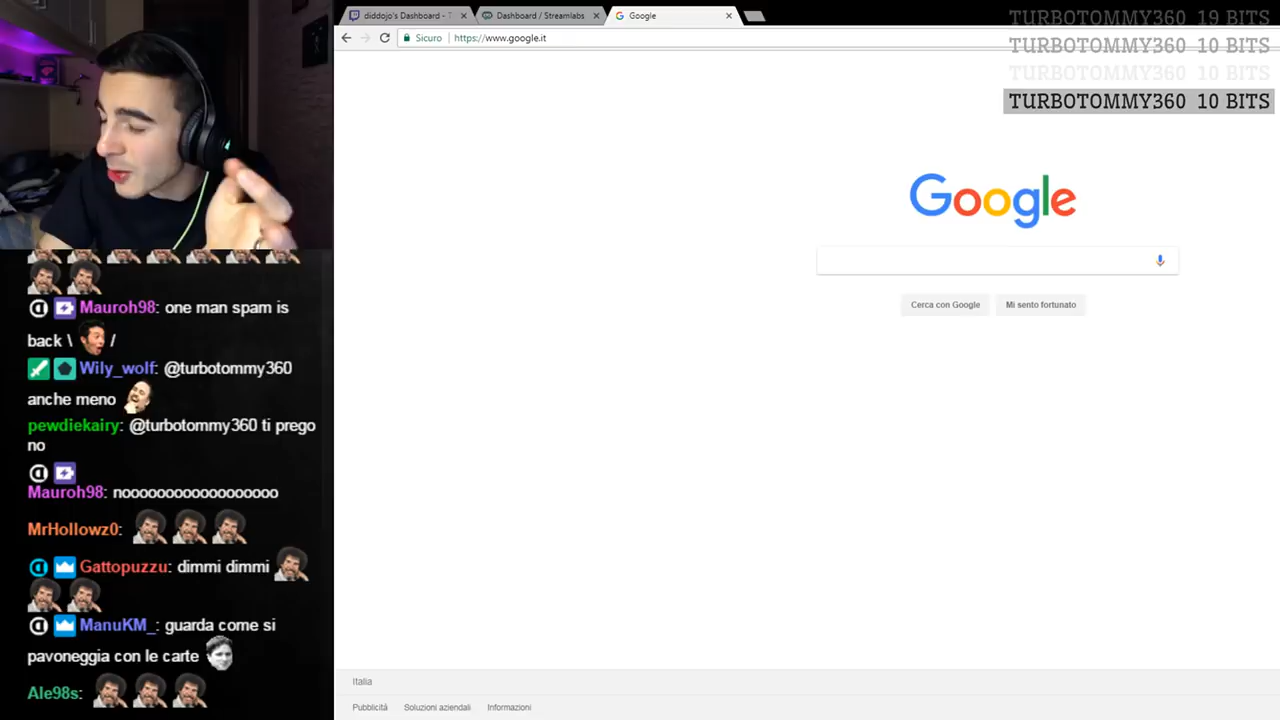 diddojo's Dashboard - T
Dashboard / Streamlabs
Google
Sicuro
https://www.google.it
TURBOTOMMY360 19 BITS
TURBOTOMMY360 10 BITS
TURBOTOMMY360 10 BITS
TURBOTOMMY360 10 BITS
Google
Cerca con Google
Mi sento fortunato
Mauroh98: one man spam is
back \ /
Wily_wolf: @turbotommy360
anche meno
pewdiekairy: @turbotommy360 ti prego
no
Mauroh98: noooooooooooooooooo
MrHollowz0:
Gattopuzzu: dimmi dimmi
ManuKM_: guarda come si
pavoneggia con le carte
Ale98s:
Italia
Pubblicità Soluzioni aziendali Informazioni